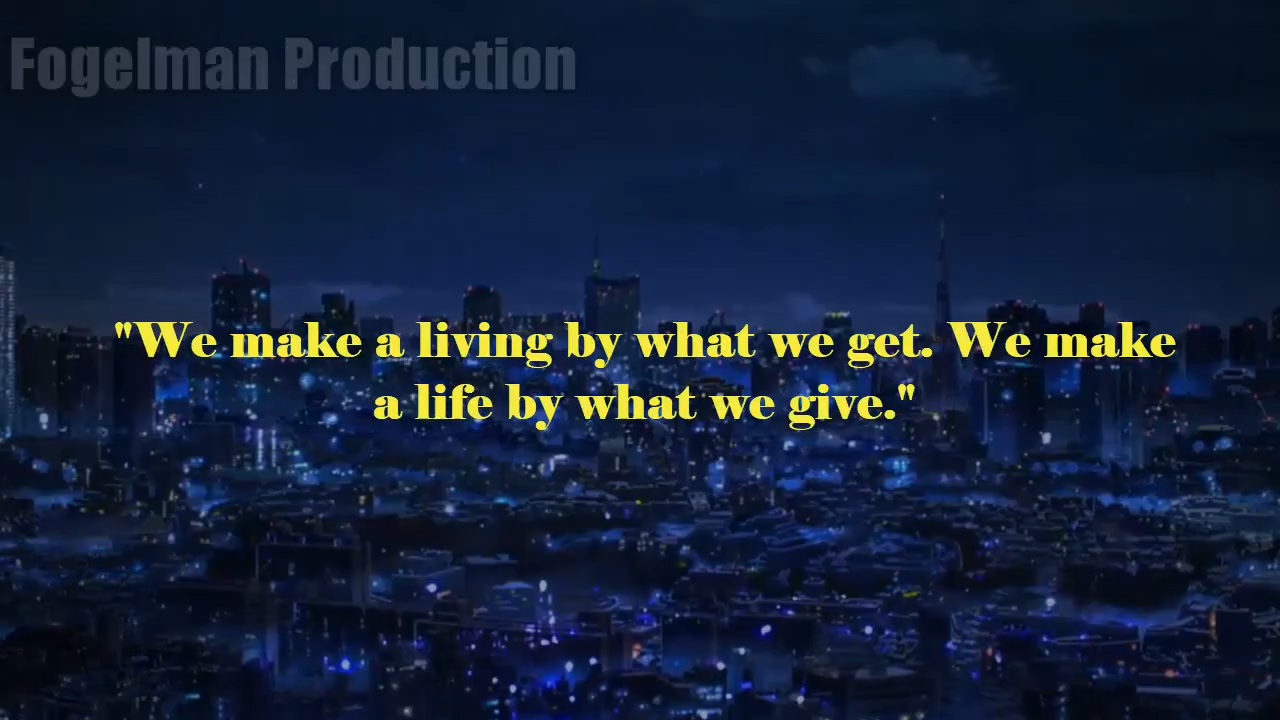 Fogelman Production
"We make a living by what we get. We make
a life by what we give."